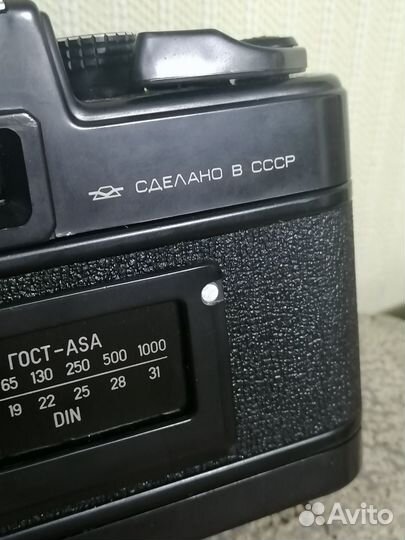 СДЕЛАНО В СССР
ГОСТ-ASA
65 130 250 500 1000
19 22 25 28 31
DIN
Avito